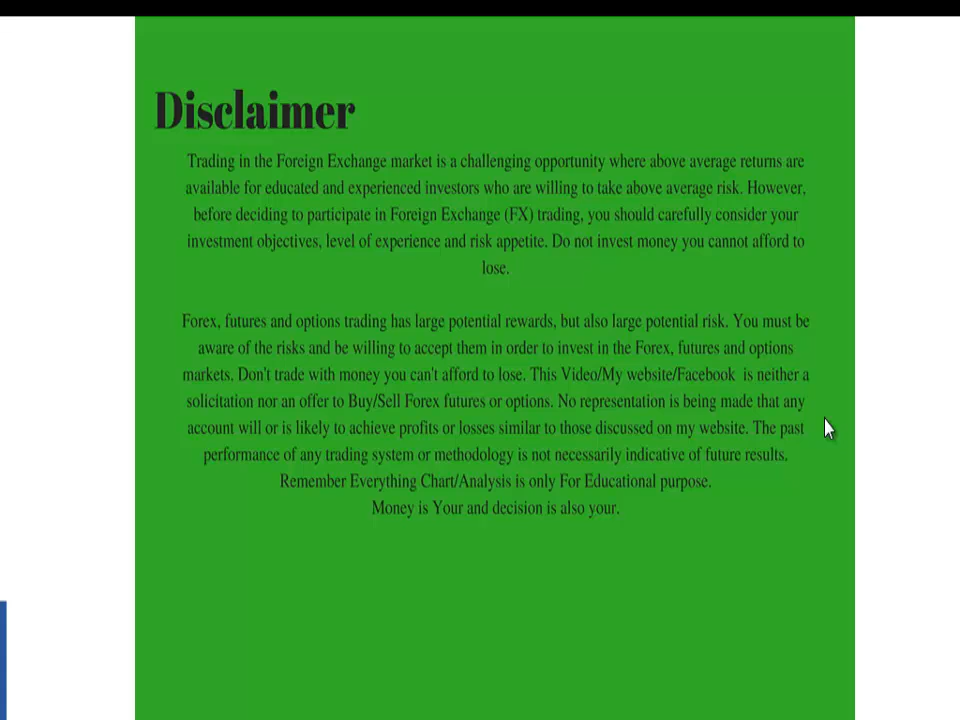 Disclaimer
Trading in the Foreign Exchange market is a challenging opportunity where above average returns are
available for educated and experienced investors who are willing to take above average risk. However,
before deciding to participate in Foreign Exchange (FX) trading, you should carefully consider your
investment objectives, level of experience and risk appetite. Do not invest money you cannot afford to
lose.
Forex, futures and options trading has large potential rewards, but also large potential risk. You must be
aware of the risks and be willing to accept them in order to invest in the Forex, futures and options
markets. Don't trade with money you can't afford to lose. This Video/My website/Facebook is neither a
solicitation nor an offer to Buy/Sell Forex futures or options. No representation is being made that any
account will or is likely to achieve profits or losses similar to those discussed on my website. The past
performance of any trading system or methodology is not necessarily indicative of future results.
Remember Everything Chart/Analysis is only For Educational purpose.
Money is Your and decision is also your.